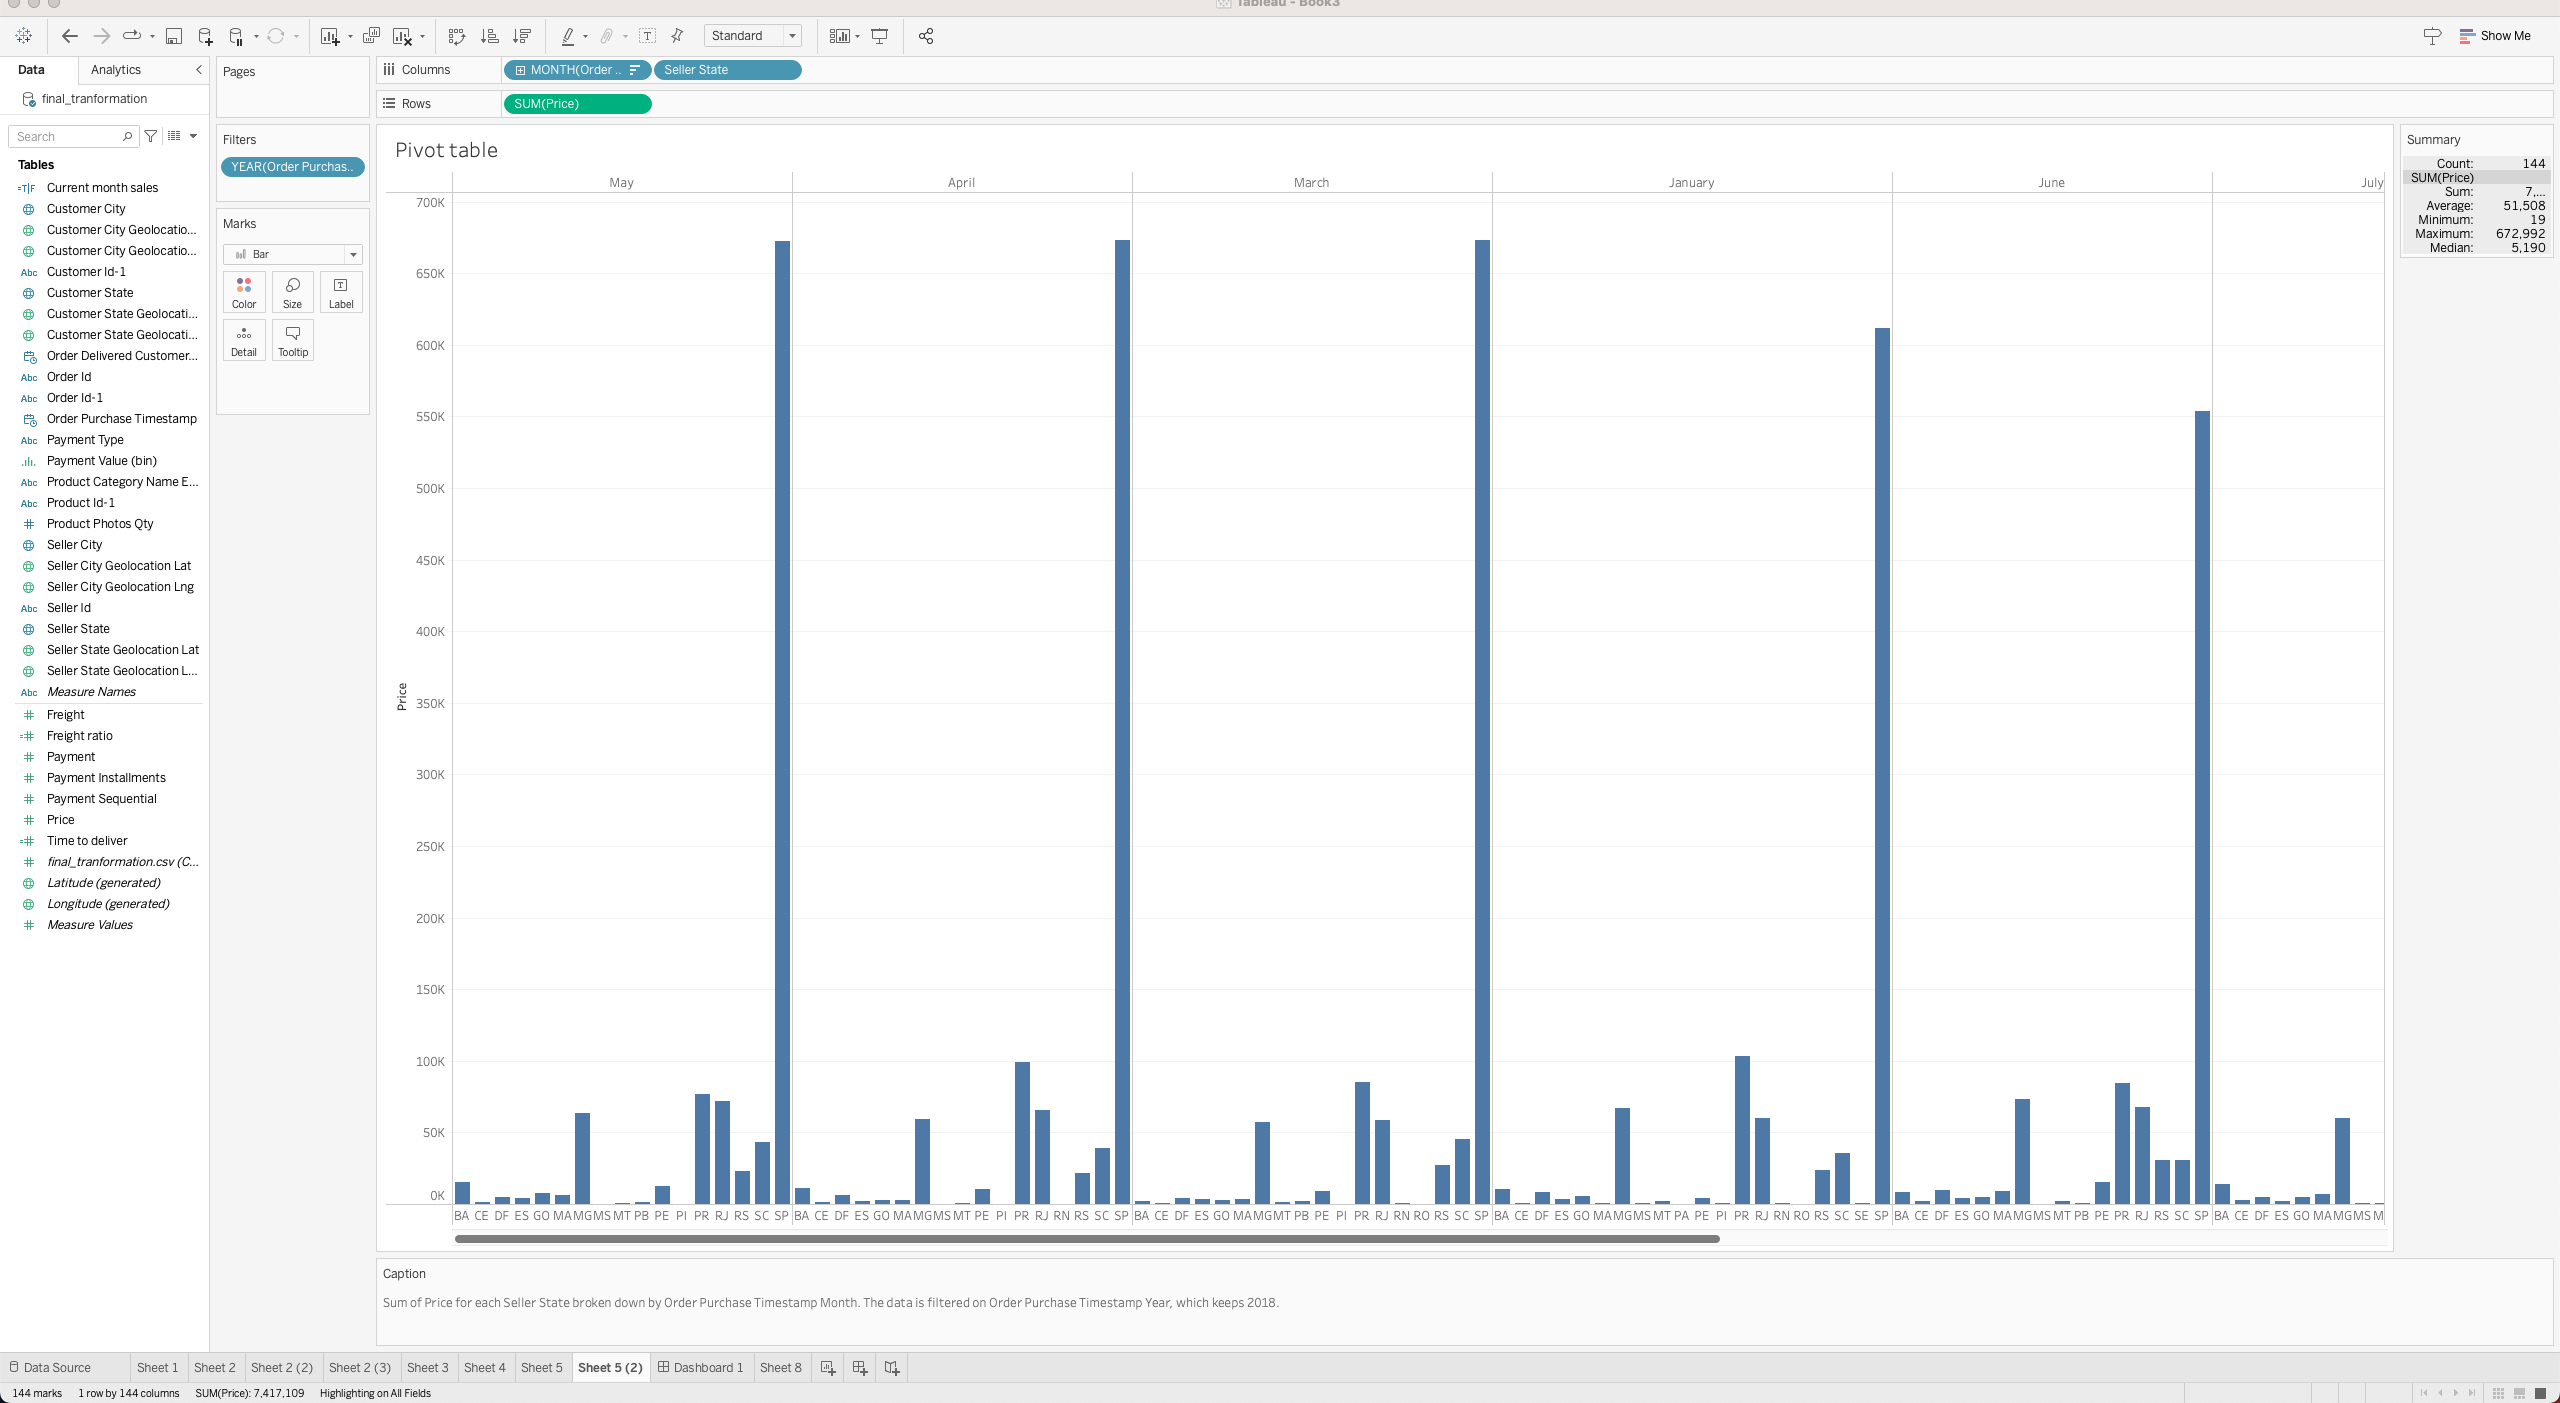 Tableau - Book3
Standard
Show Me
Data
Analytics
final_tranformation
Search
Tables
Current month sales
Customer City
Customer City Geolocatio...
Customer City Geolocatio...
Abc Customer Id-1
Customer State
Customer State Geolocati...
Customer State Geolocati...
Order Delivered Customer...
Abc Order Id
Abc Order Id-1
Order Purchase Timestamp
Abc Payment Type
Payment Value (bin)
Abc Product Category Name E...
Abc Product Id-1
Product Photos Qty
Seller City
Seller City Geolocation Lat
Seller City Geolocation Lng
Abc Seller Id
Seller State
Seller State Geolocation Lat
Seller State Geolocation L...
Abc Measure Names
Freight
Freight ratio
Payment
Payment Installments
Payment Sequential
Price
Time to deliver
final_tranformation.csv (C...
Latitude (generated)
Longitude (generated)
Measure Values
Pages
Filters
YEAR(Order Purchas..
Marks
Bar
Color Size Label
Detail Tooltip
Columns MONTH(Order .. Seller State
Rows SUM(Price)
Pivot table
May April March January June July
700K
650K
600K
550K
500K
450K
400K
350K
300K
250K
200K
150K
100K
50K
0K
Price
BA CE DF ES GO MA MG MS MT PB PE PI PR RJ RS SC SP BA CE DF ES GO MA MG MS MT PE PI PR RJ RN RS SC SP BA CE DF ES GO MA MG MT PB PE PI PR RJ RN RO RS SC SP BA CE DF ES GO MA MG MS MT PA PE PI PR RJ RN RO RS SC SE SP BA CE DF ES GO MA MG MS MT PB PE PR RJ RS SC SP BA CE DF ES GO MA MG MS M
Summary
Count: 144
SUM(Price)
Sum: 7,...
Average: 51,508
Minimum: 19
Maximum: 672,992
Median: 5,190
Caption
Sum of Price for each Seller State broken down by Order Purchase Timestamp Month. The data is filtered on Order Purchase Timestamp Year, which keeps 2018.
Data Source Sheet 1 Sheet 2 Sheet 2 (2) Sheet 2 (3) Sheet 3 Sheet 4 Sheet 5 Sheet 5 (2) Dashboard 1 Sheet 8
144 marks 1 row by 144 columns SUM(Price): 7,417,109 Highlighting on All Fields